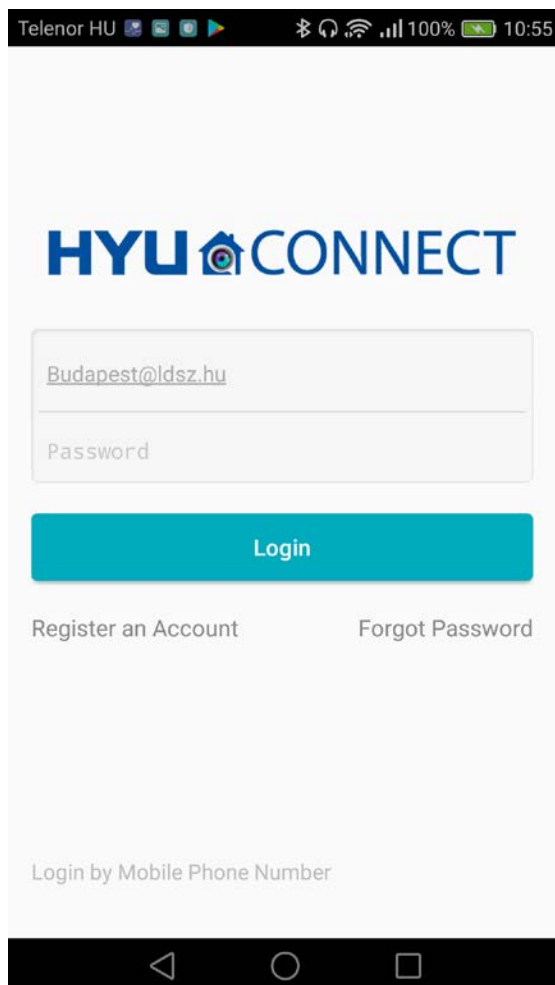 Telenor HU 100% 10:55
HYU CONNECT
Budapest@ldsz.hu
Password
Login
Register an Account Forgot Password
Login by Mobile Phone Number